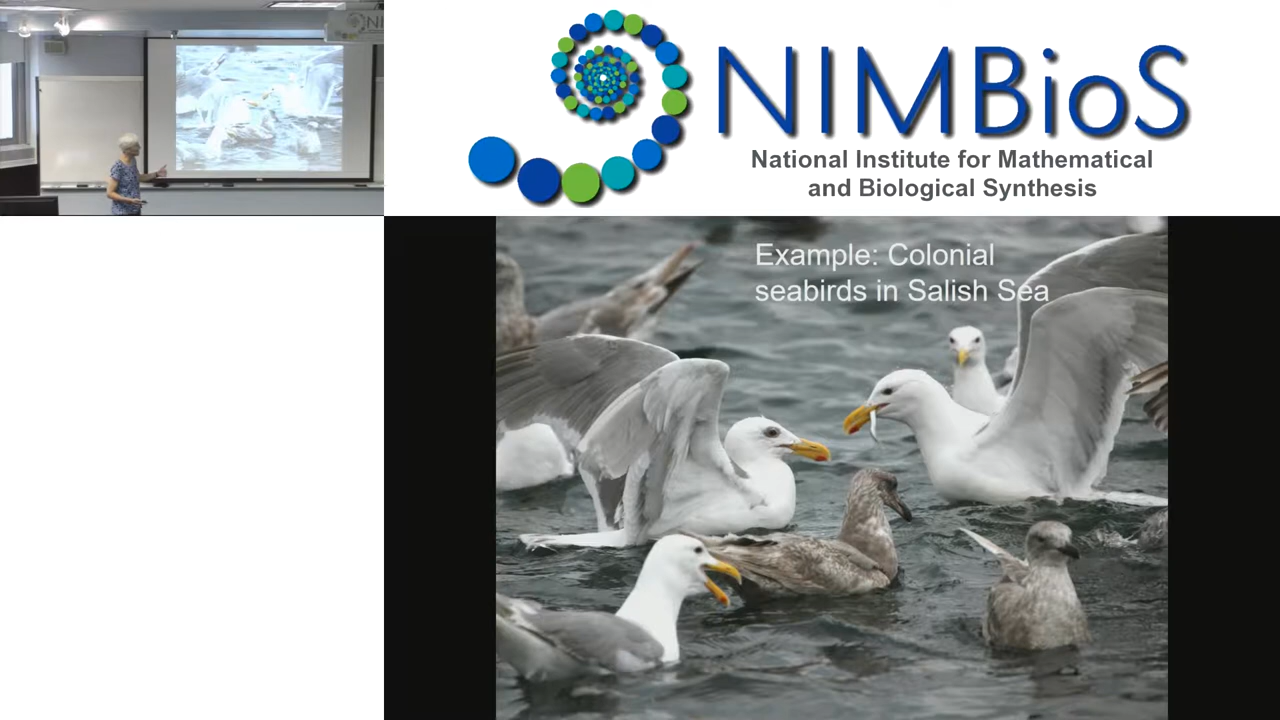 NIMBioS
National Institute for Mathematical
and Biological Synthesis
Example: Colonial
seabirds in Salish Sea